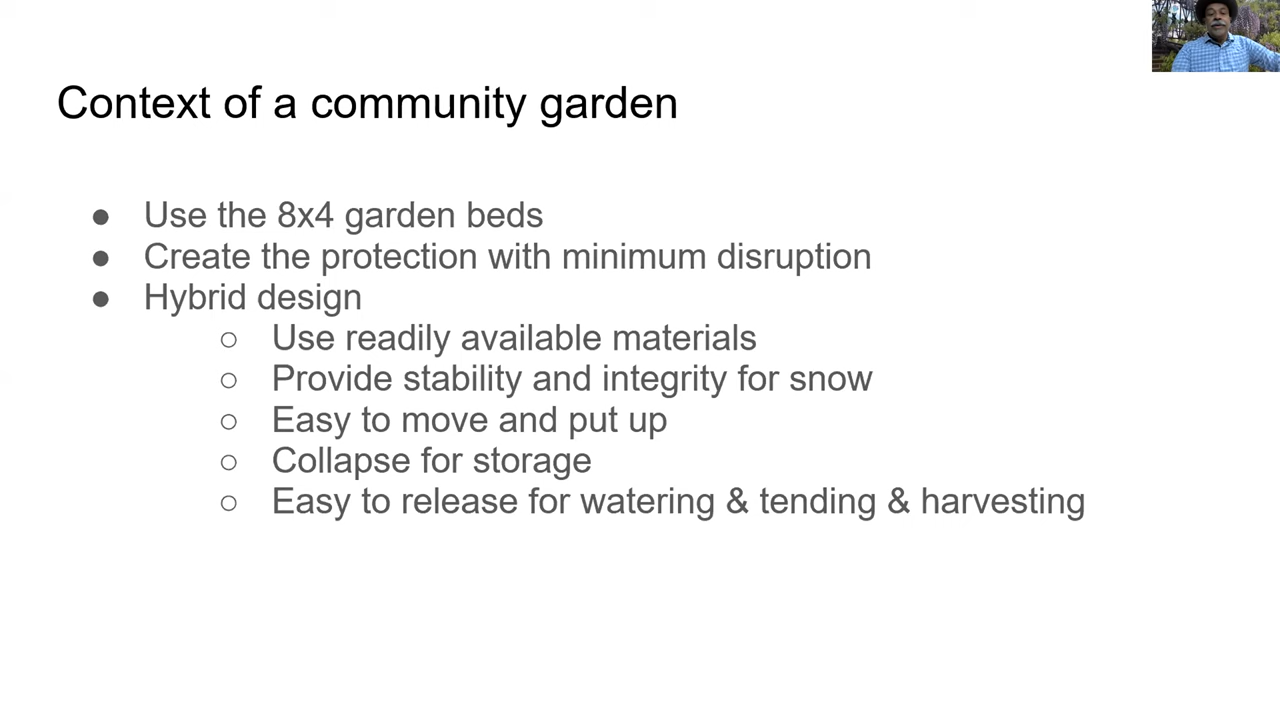 Context of a community garden
● Use the 8x4 garden beds
● Create the protection with minimum disruption
● Hybrid design
○ Use readily available materials
○ Provide stability and integrity for snow
○ Easy to move and put up
○ Collapse for storage
○ Easy to release for watering & tending & harvesting